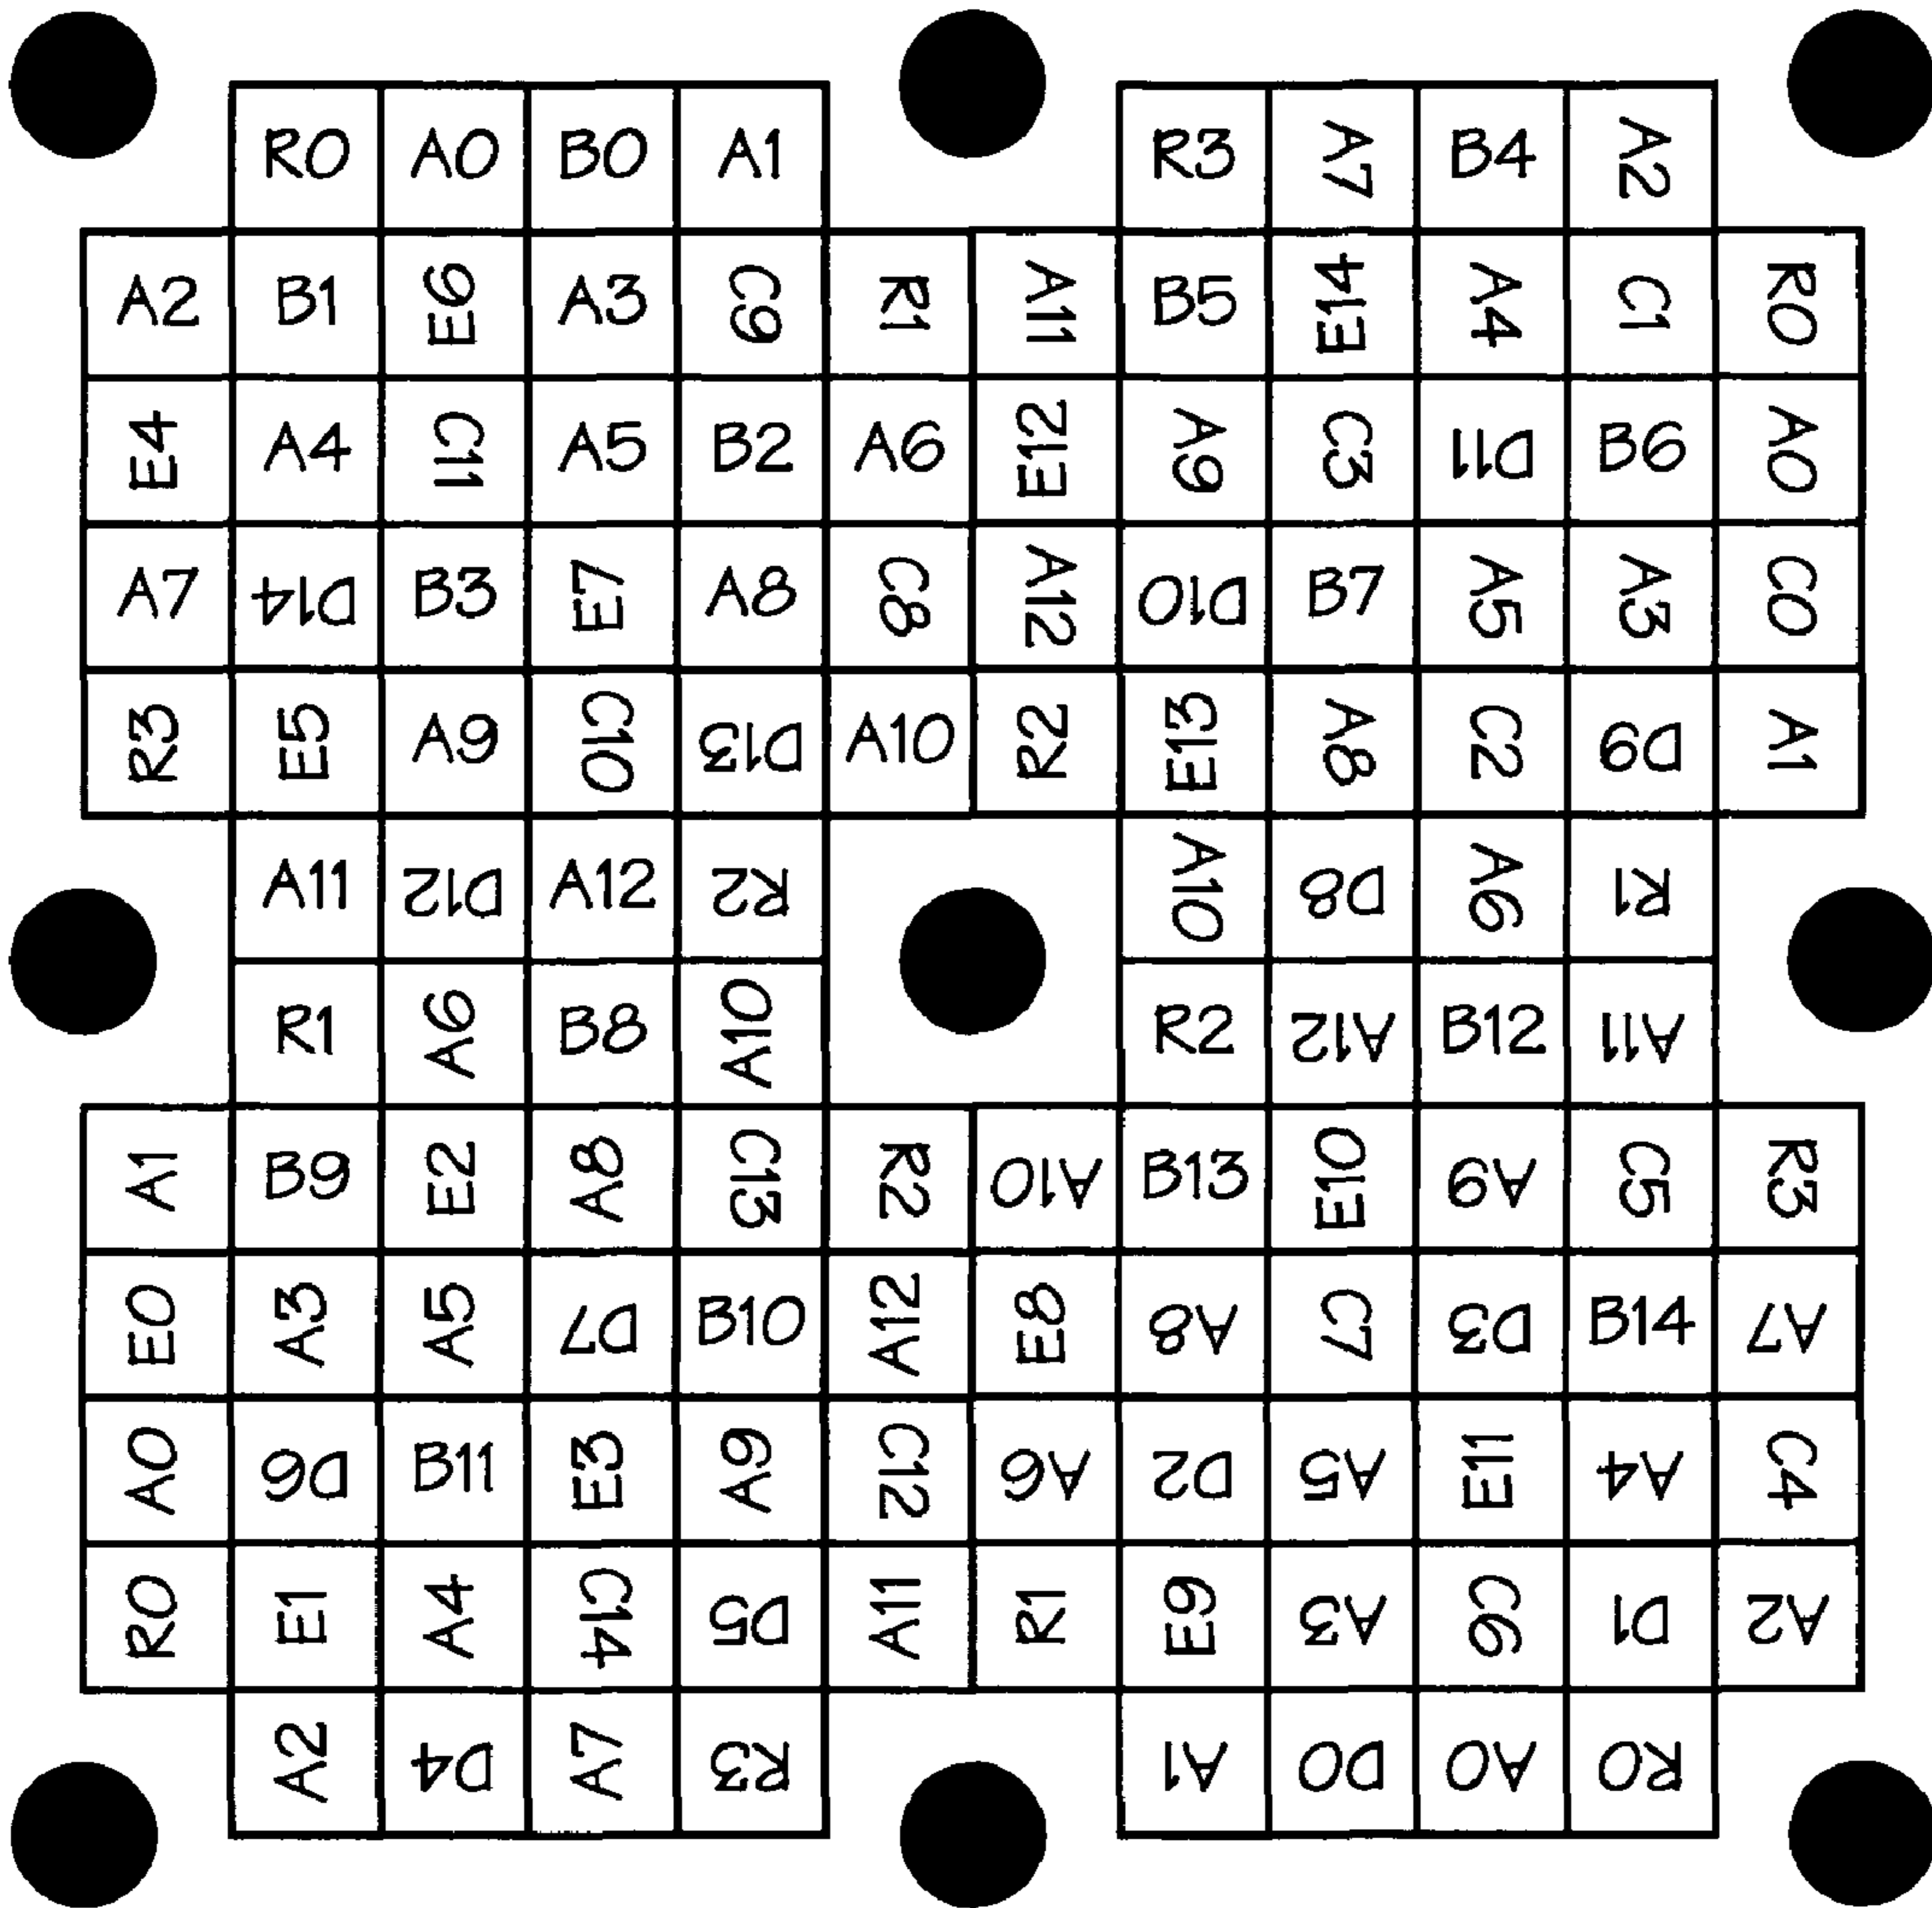 R0 A0 B0 A1 R3 A7 B4 A2
A2 B1 E6 A3 C9 R1 A11 B5 E14 A4 C1 R0
E4 A4 C11 A5 B2 A6 E12 A9 C3 D11 B6 A0
A7 D14 B3 E7 A8 C8 A12 D10 B7 A5 A3 C0
R3 E5 A9 C10 D13 A10 R2 E13 A8 C2 D9 A1
A11 D12 A12 R2 A10 D8 A6 R1
R1 A6 B8 A10 R2 A12 B12 A11
A1 B9 E2 A8 C13 R2 A10 B13 E10 A9 C5 R3
E0 A3 A5 D7 B10 A12 E8 A8 C7 D3 B14 A7
A0 D6 B11 E3 A9 C12 A6 D2 A5 E11 A4 C4
R0 E1 A4 C14 D5 A11 R1 E9 A3 C6 D1 A2
A2 D4 A7 R3 A1 D0 A0 R0